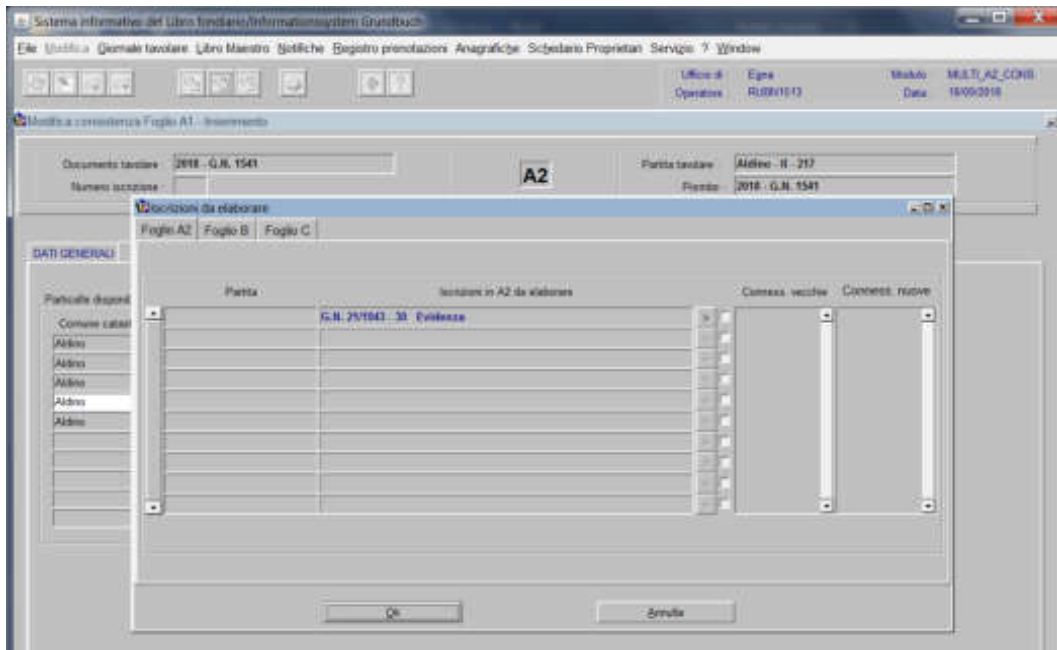 Sistema informativo del Libro fondiario/Informationssystem Grundbuch
File Modifica Giornale tavolare Libro Maestro Notifiche Registro prenotazioni Anagrafiche Schedario Proprietari Servizio ? Window
Ufficio di Egna Modulo MULTI_A2_CONS
Operatore Data 18/09/2018
Modifica consistenza Foglio A1 - Inserimento
Documento tavolare 2018 - G.N. 1541 A2 Partita tavolare Aldino - II - 217
Numero iscrizione Piombo 2018 - G.N. 1541
Iscrizioni da elaborare
Foglio A2 Foglio B Foglio C
DATI GENERALI
Particelle disponi
Partita Iscrizioni in A2 da elaborare Conness. vecchie Conness. nuove
Comune catast
G.N. 21/1943 - 30 Evidenza >
Aldino
Aldino
Aldino
Aldino
Aldino
Ok Annulla